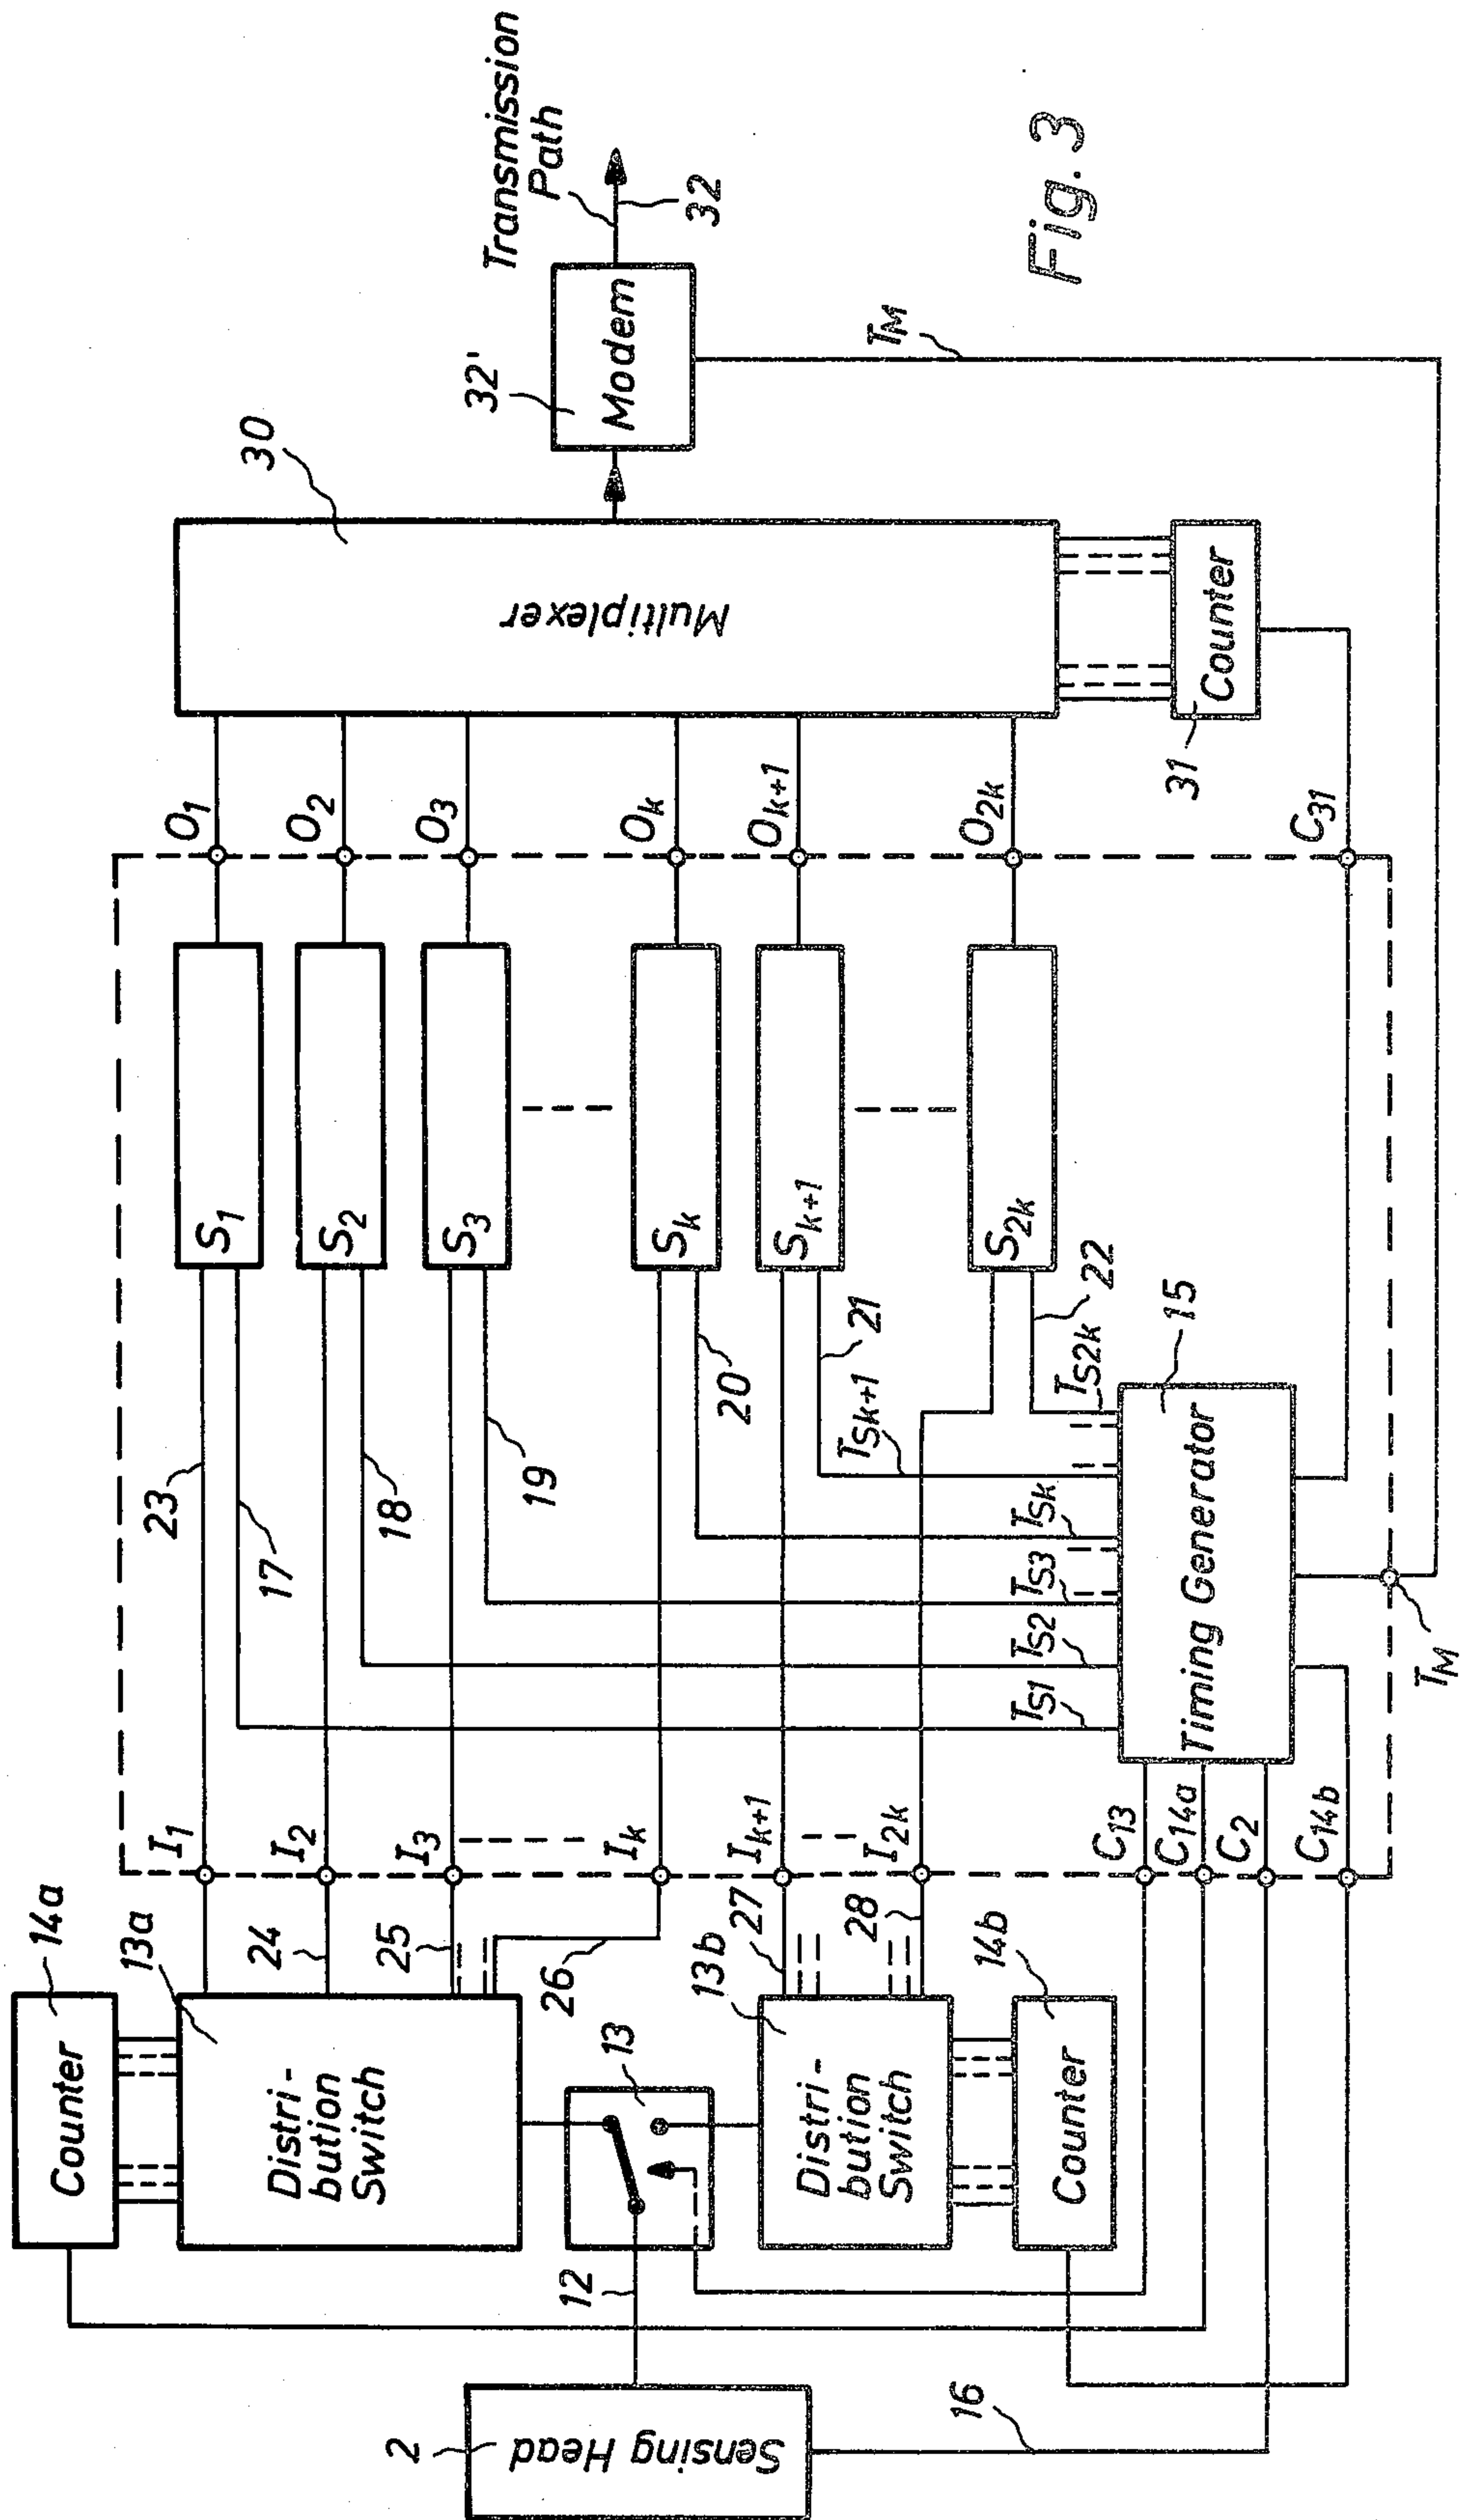 Counter
14a
13a
Distri-
bution
Switch
I1
23
S1
O1
30
17
24
I2
18
S2
O2
25
I3
19
S3
O3
Multiplexer
32'
Modem
Transmission
Path
32
26
Ik
20
Sk
Ok
2
Sensing Head
12
13
13b
27
Ik+1
21
Sk+1
Ok+1
Distri-
bution
Switch
28
I2k
22
S2k
O2k
14b
Counter
16
TS1
TS2
TS3
TSk
TSk+1
TS2k
15
Timing Generator
C13
C14a
C2
C14b
31
Counter
C31
TM
TM
Fig. 3